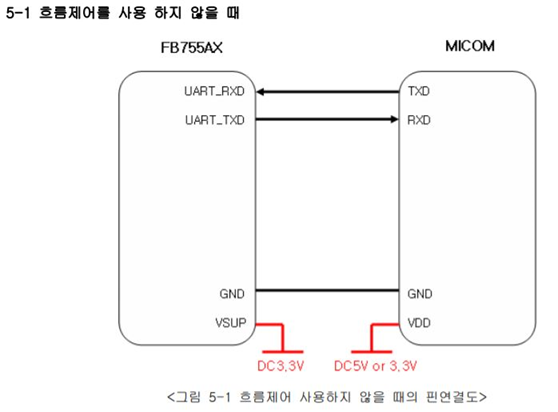 5-1 흐름제어를 사용 하지 않을 때
FB755AX
MICOM
UART_RXD
TXD
UART_TXD
RXD
GND
GND
VSUP
VDD
DC3.3V
DC5V or 3.3V
<그림 5-1 흐름제어 사용하지 않을 때의 핀연결도>